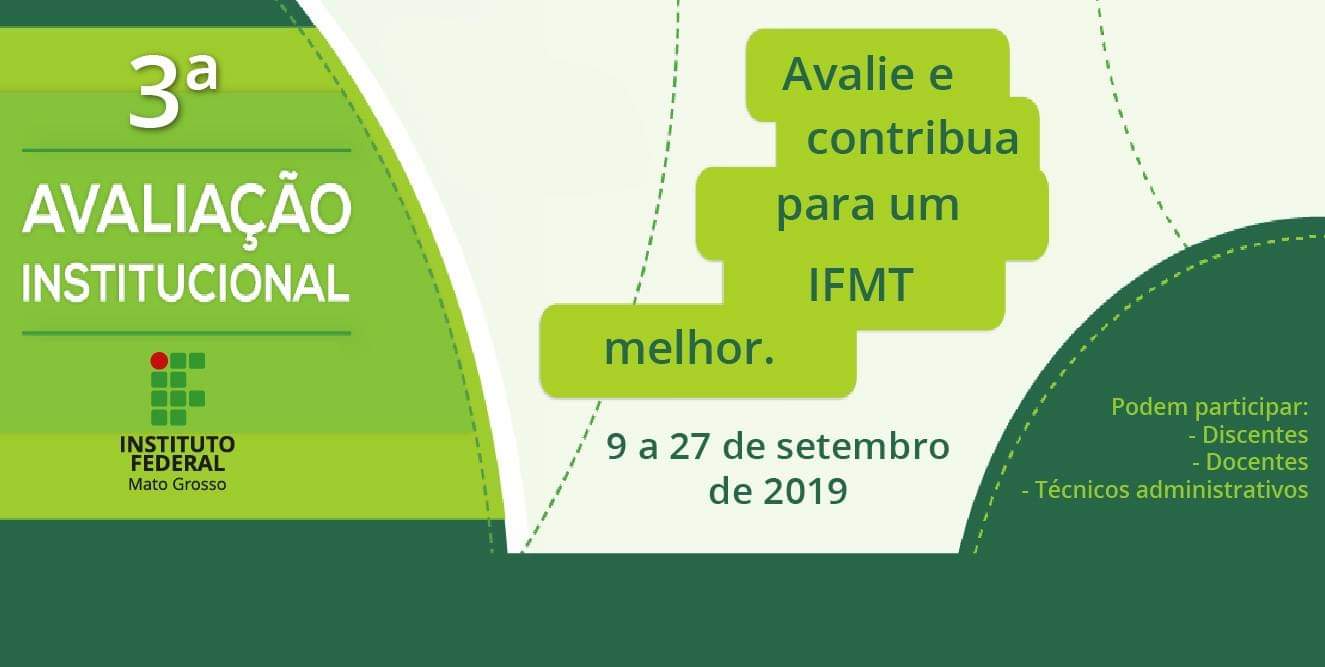 3ª
AVALIAÇÃO
INSTITUCIONAL
INSTITUTO
FEDERAL
Mato Grosso
Avalie e
contribua
para um
IFMT
melhor.
9 a 27 de setembro
de 2019
Podem participar:
- Discentes
- Docentes
- Técnicos administrativos